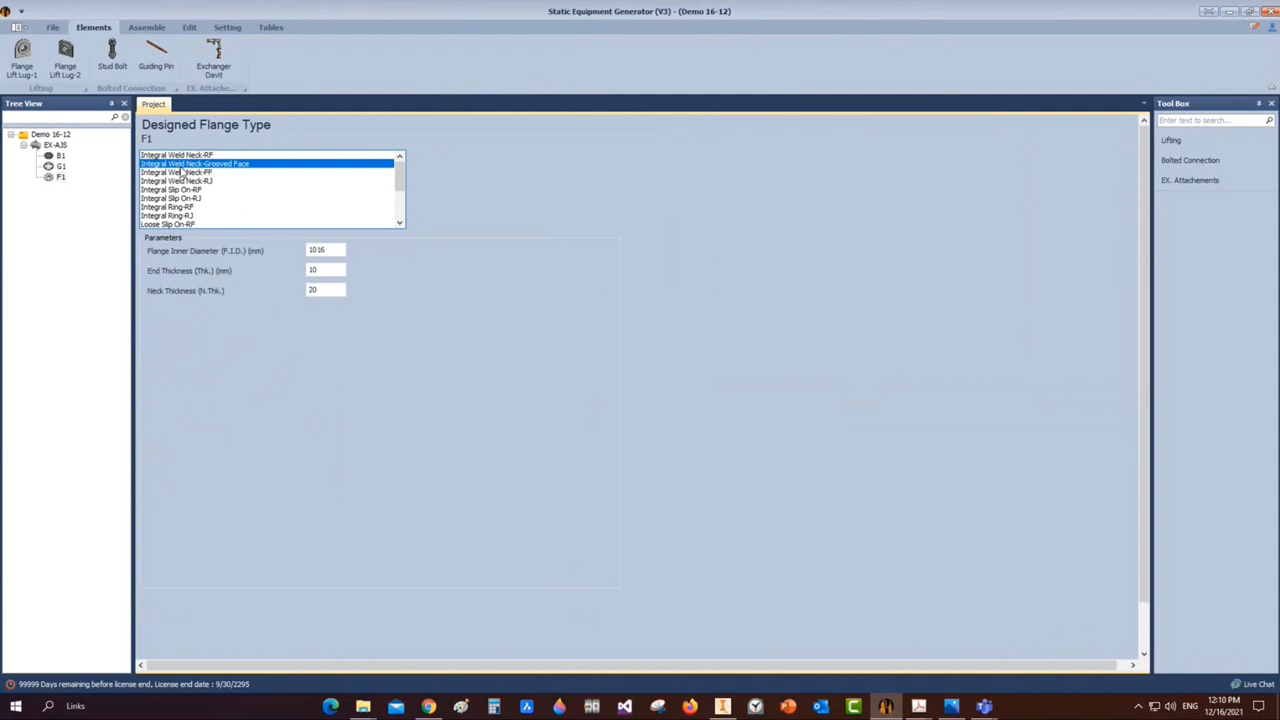 Static Equipment Generator (V3) - (Demo 16-12)
File Elements Assemble Edit Setting Tables
Flange Lift Lug-1
Flange Lift Lug-2
Stud Bolt
Guiding Pin
Exchanger Davit
Lifting
Bolted Connection
EX. Attache...
Tree View
Demo 16-12
EX-AJS
B1
G1
F1
Project
Designed Flange Type
F1
Integral Weld Neck-RF
Integral Weld Neck-Grooved Face
Integral Weld Neck-FF
Integral Weld Neck-RJ
Integral Slip On-RF
Integral Slip On-RJ
Integral Ring-RF
Integral Ring-RJ
Loose Slip On-RF
Parameters
Flange Inner Diameter (F.I.D.) (mm) 1016
End Thickness (Thk.) (mm) 10
Neck Thickness (N.Thk.) 20
Tool Box
Enter text to search...
Lifting
Bolted Connection
EX. Attachements
99999 Days remaining before license end, License end date : 9/30/2295
Live Chat
Links
ENG
12:10 PM
12/16/2021